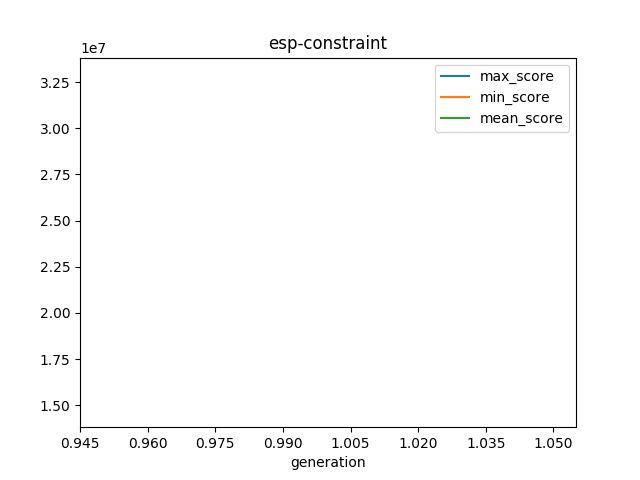 esp-constraint
1e7
3.25
3.00
2.75
2.50
2.25
2.00
1.75
1.50
max_score
min_score
mean_score
0.945 0.960 0.975 0.990 1.005 1.020 1.035 1.050
generation